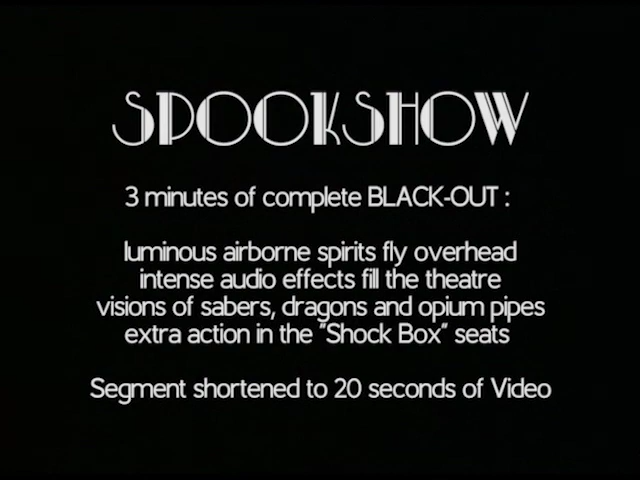 SPOOKSHOW
3 minutes of complete BLACK-OUT :
luminous airborne spirits fly overhead
intense audio effects fill the theatre
visions of sabers, dragons and opium pipes
extra action in the "Shock Box" seats
Segment shortened to 20 seconds of Video